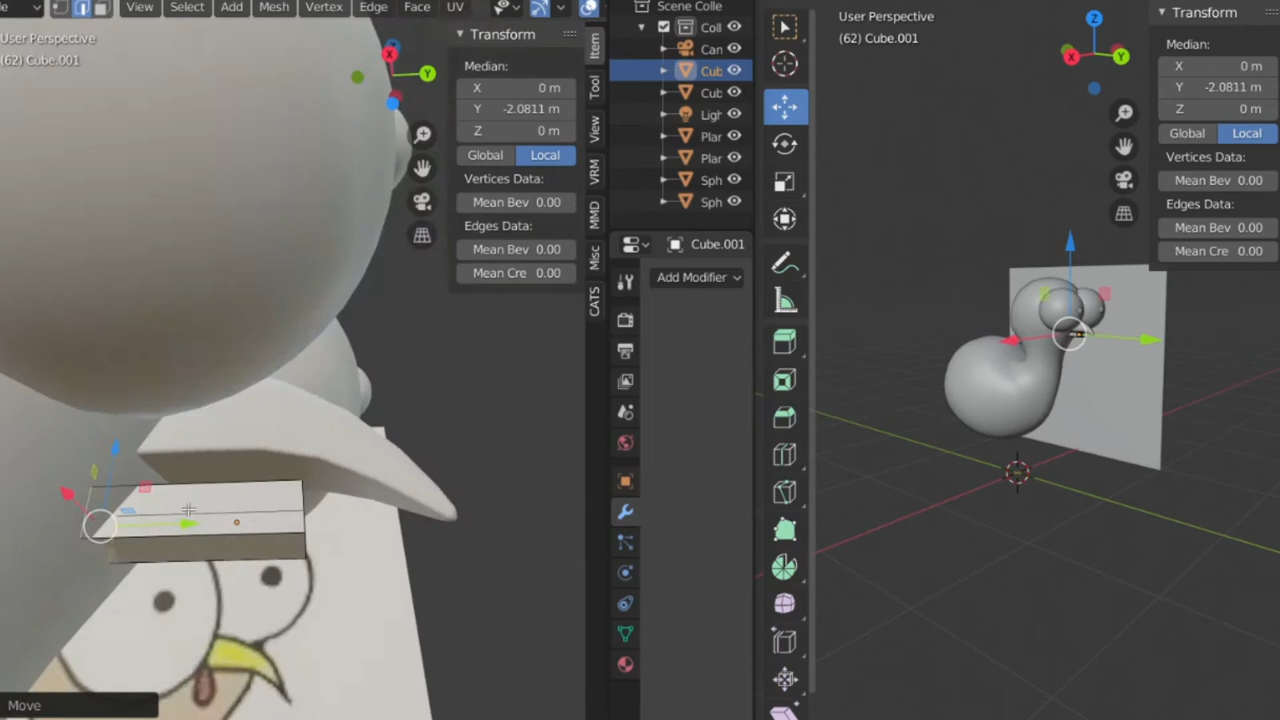 le
View
Select
Add
Mesh
Vertex
Edge
Face
UV
User Perspective
(62) Cube.001
X
Y
Transform
Median:
X 0 m
Y -2.0811 m
Z 0 m
Global Local
Vertices Data:
Mean Bev 0.00
Edges Data:
Mean Bev 0.00
Mean Cre 0.00
Item
Tool
View
VRM
MMD
Misc
CATS
Move
Scene Colle
Coll
Can
Cub
Cub
Ligh
Plar
Plar
Sph
Sph
Cube.001
Add Modifier
User Perspective
(62) Cube.001
Z
X
Y
Transform
Median:
X 0 m
Y -2.0811 m
Z 0 m
Global Local
Vertices Data:
Mean Bev 0.00
Edges Data:
Mean Bev 0.00
Mean Cre 0.00